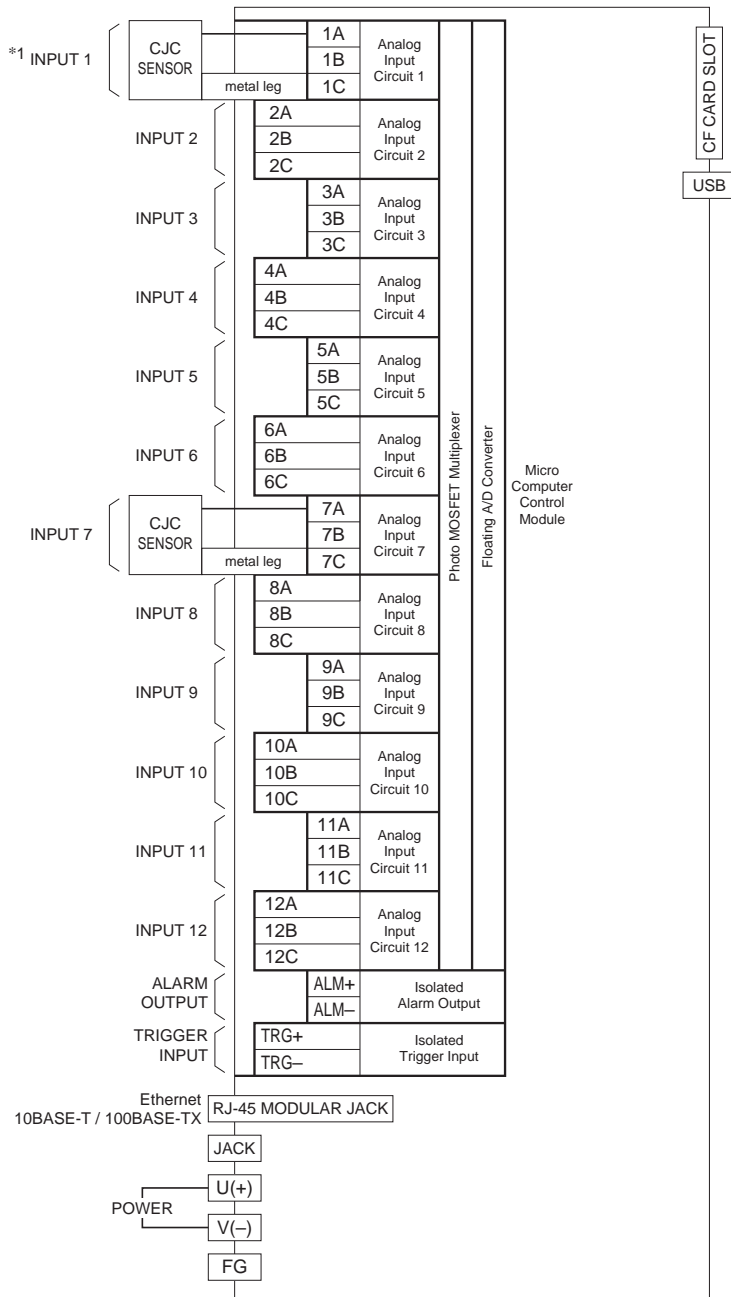 *1 INPUT 1
CJC
SENSOR
metal leg
1A
1B
1C
Analog
Input
Circuit 1
INPUT 2
2A
2B
2C
Analog
Input
Circuit 2
INPUT 3
3A
3B
3C
Analog
Input
Circuit 3
INPUT 4
4A
4B
4C
Analog
Input
Circuit 4
INPUT 5
5A
5B
5C
Analog
Input
Circuit 5
INPUT 6
6A
6B
6C
Analog
Input
Circuit 6
INPUT 7
CJC
SENSOR
metal leg
7A
7B
7C
Analog
Input
Circuit 7
INPUT 8
8A
8B
8C
Analog
Input
Circuit 8
INPUT 9
9A
9B
9C
Analog
Input
Circuit 9
INPUT 10
10A
10B
10C
Analog
Input
Circuit 10
INPUT 11
11A
11B
11C
Analog
Input
Circuit 11
INPUT 12
12A
12B
12C
Analog
Input
Circuit 12
Photo MOSFET Multiplexer
Floating A/D Converter
Micro
Computer
Control
Module
CF CARD SLOT
USB
ALARM
OUTPUT
ALM+
ALM–
Isolated
Alarm Output
TRIGGER
INPUT
TRG+
TRG–
Isolated
Trigger Input
Ethernet
10BASE-T / 100BASE-TX
RJ-45 MODULAR JACK
JACK
POWER
U(+)
V(–)
FG